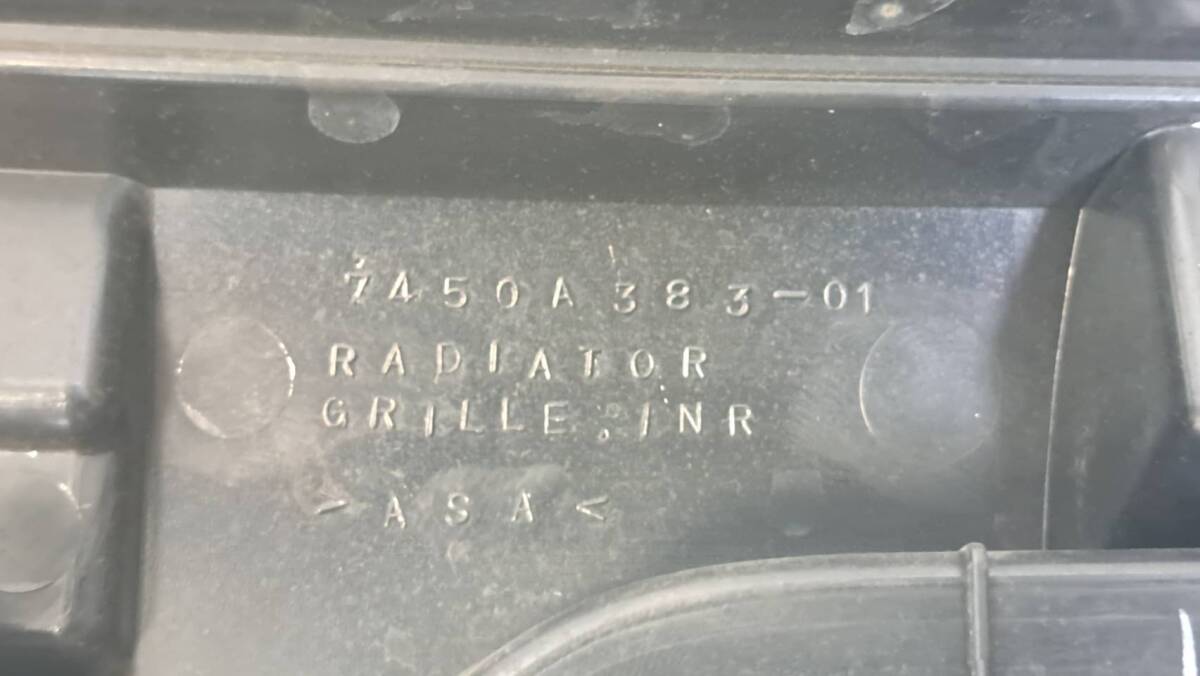 7450A383-01
RADIATOR
GRILLE,INR
>ASA<